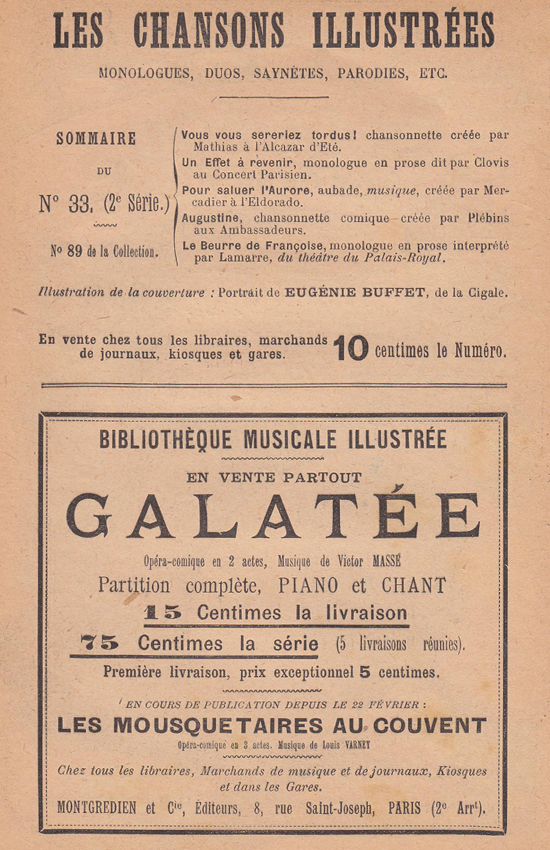 LES CHANSONS ILLUSTRÉES
MONOLOGUES, DUOS, SAYNÈTES, PARODIES, ETC.
SOMMAIRE
DU
N° 33. (2e Série.)
N° 89 de la Collection.
Vous vous sereriez tordus! chansonnette créée par
Mathias à l'Alcazar d'Eté.
Un Effet à revenir, monologue en prose dit par Clovis
au Concert Parisien.
Pour saluer l'Aurore, aubade, musique, créée par Mer-
cadier à l'Eldorado.
Augustine, chansonnette comique créée par Plébins
aux Ambassadeurs.
Le Beurre de Françoise, monologue en prose interprété
par Lamarre, du théâtre du Palais-Royal.
Illustration de la couverture : Portrait de EUGÉNIE BUFFET, de la Cigale.
En vente chez tous les libraires, marchands
de journaux, kiosques et gares.
10 centimes le Numéro.
BIBLIOTHÈQUE MUSICALE ILLUSTRÉE
EN VENTE PARTOUT
GALATÉE
Opéra-comique en 2 actes, Musique de Victor MASSÉ
Partition complète, PIANO et CHANT
15 Centimes la livraison
75 Centimes la série (5 livraisons réunies).
Première livraison, prix exceptionnel 5 centimes.
EN COURS DE PUBLICATION DEPUIS LE 22 FÉVRIER :
LES MOUSQUETAIRES AU COUVENT
Opéra-comique en 3 actes. Musique de Louis VARNEY
Chez tous les libraires, Marchands de musique et de journaux, Kiosques
et dans les Gares.
MONTGREDIEN et Cie, Éditeurs, 8, rue Saint-Joseph, PARIS (2e Arrt).